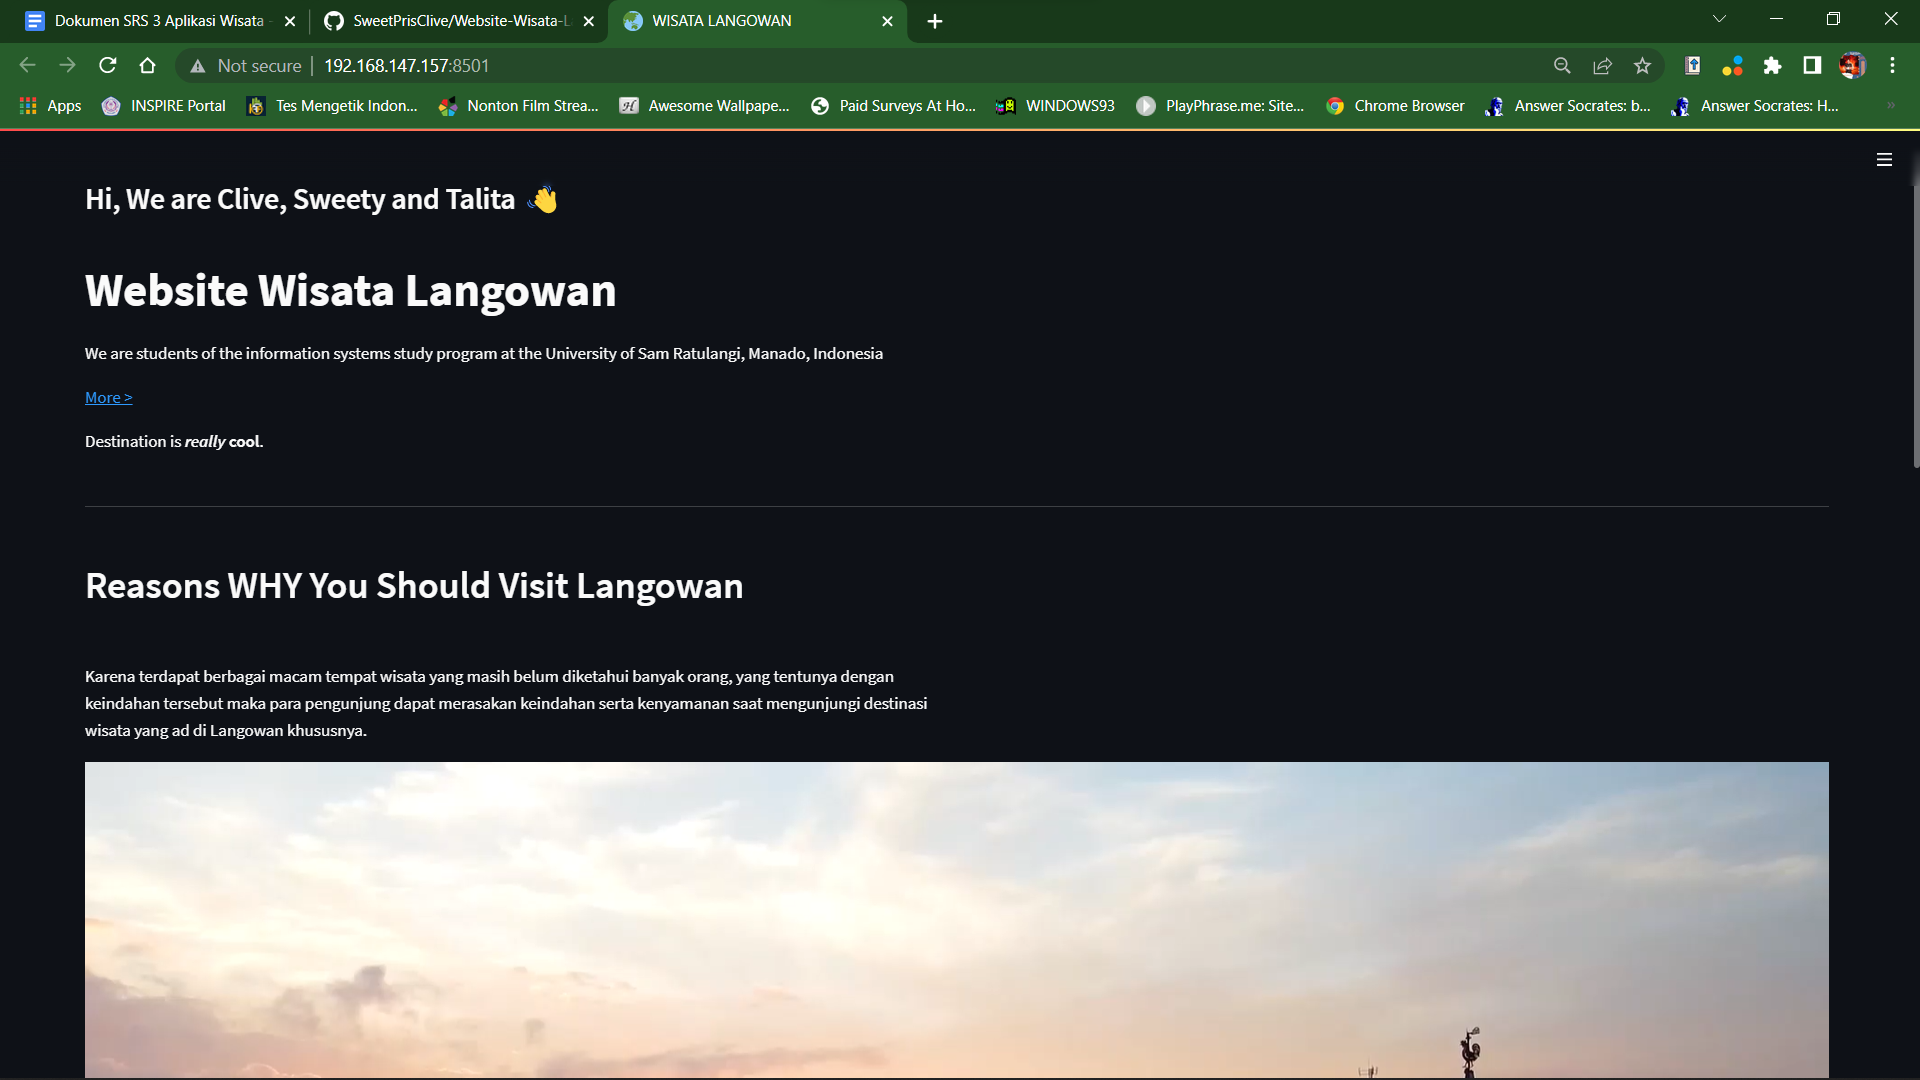 Dokumen SRS 3 Aplikasi Wisata -
SweetPrisClive/Website-Wisata-L
WISATA LANGOWAN
Not secure
192.168.147.157:8501
Apps
INSPIRE Portal
Tes Mengetik Indon...
Nonton Film Strea...
Awesome Wallpape...
Paid Surveys At Ho...
WINDOWS93
PlayPhrase.me: Site...
Chrome Browser
Answer Socrates: b...
Answer Socrates: H...
Hi, We are Clive, Sweety and Talita 👋
Website Wisata Langowan
We are students of the information systems study program at the University of Sam Ratulangi, Manado, Indonesia
More >
Destination is really cool.
Reasons WHY You Should Visit Langowan
Karena terdapat berbagai macam tempat wisata yang masih belum diketahui banyak orang, yang tentunya dengan
keindahan tersebut maka para pengunjung dapat merasakan keindahan serta kenyamanan saat mengunjungi destinasi
wisata yang ad di Langowan khususnya.